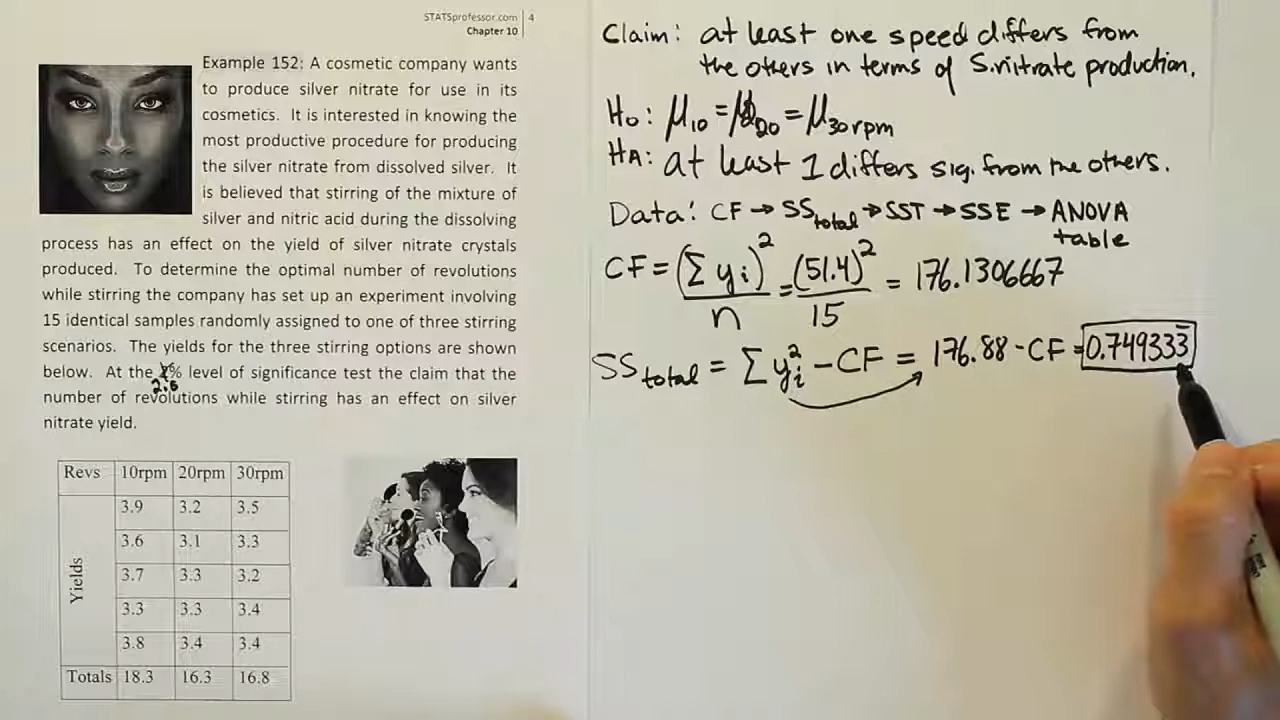 STATSprofessor.com 4
Chapter 10
Example 152: A cosmetic company wants
to produce silver nitrate for use in its
cosmetics. It is interested in knowing the
most productive procedure for producing
the silver nitrate from dissolved silver. It
is believed that stirring of the mixture of
silver and nitric acid during the dissolving
process has an effect on the yield of silver nitrate crystals
produced. To determine the optimal number of revolutions
while stirring the company has set up an experiment involving
15 identical samples randomly assigned to one of three stirring
scenarios. The yields for the three stirring options are shown
below. At the % level of significance test the claim that the
2.5
number of revolutions while stirring has an effect on silver
nitrate yield.
Revs 10rpm 20rpm 30rpm
Yields
3.9 3.2 3.5
3.6 3.1 3.3
3.7 3.3 3.2
3.3 3.3 3.4
3.8 3.4 3.4
Totals 18.3 16.3 16.8
Claim: at least one speed differs from
the others in terms of S.nitrate production.
H₀: μ₁₀ = μ₂₀ = μ₃₀ rpm
HA: at least 1 differs sig. from the others.
Data: CF → SS total → SST → SSE → ANOVA
table
CF = (Σ yi)² / n = (51.4)² / 15 = 176.1306667
SS total = Σ yi² - CF = 176.88 - CF = 0.749333̅